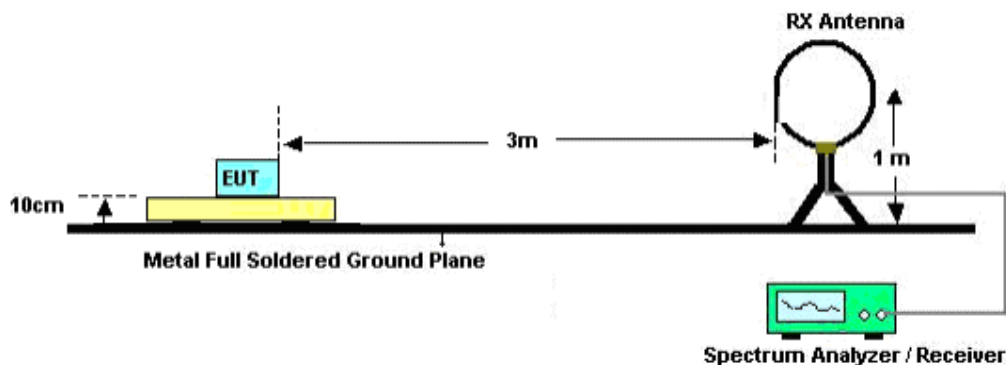 RX Antenna
3m
1 m
EUT
10cm
Metal Full Soldered Ground Plane
Spectrum Analyzer / Receiver